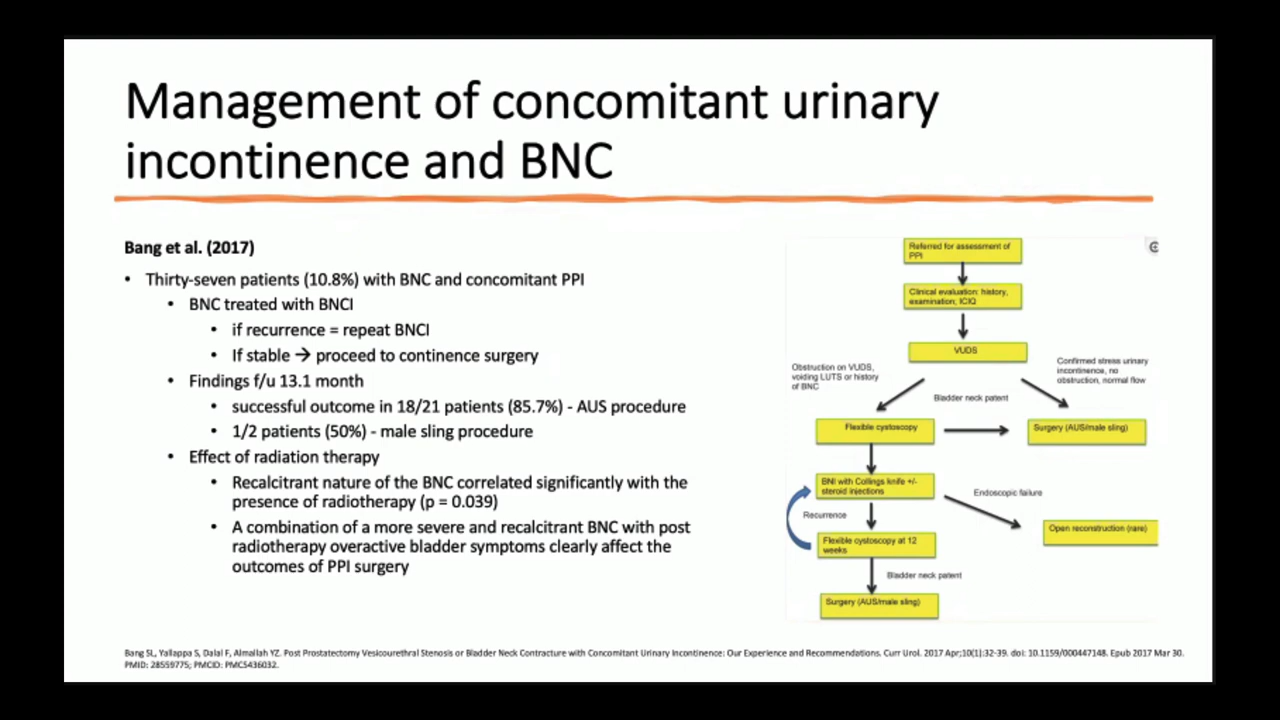 Management of concomitant urinary
incontinence and BNC
Bang et al. (2017)
• Thirty-seven patients (10.8%) with BNC and concomitant PPI
• BNC treated with BNCI
• if recurrence = repeat BNCI
• If stable → proceed to continence surgery
• Findings f/u 13.1 month
• successful outcome in 18/21 patients (85.7%) - AUS procedure
• 1/2 patients (50%) - male sling procedure
• Effect of radiation therapy
• Recalcitrant nature of the BNC correlated significantly with the
presence of radiotherapy (p = 0.039)
• A combination of a more severe and recalcitrant BNC with post
radiotherapy overactive bladder symptoms clearly affect the
outcomes of PPI surgery
Referred for assessment of
PPI
Clinical evaluation: history,
examination, ICIQ
VUDS
Obstruction on VUDS,
voiding LUTS or history
of BNC
Confirmed stress urinary
incontinence, no
obstruction, normal flow
Bladder neck patent
Flexible cystoscopy
Surgery (AUS/male sling)
BNI with Collings knife +/-
steroid injections
Endoscopic failure
Recurrence
Open reconstruction (rare)
Flexible cystoscopy at 12
weeks
Bladder neck patent
Surgery (AUS/male sling)
Bang SL, Yallappa S, Dalal F, Almallah YZ. Post Prostatectomy Vesicourethral Stenosis or Bladder Neck Contracture with Concomitant Urinary Incontinence: Our Experience and Recommendations. Curr Urol. 2017 Apr;10(1):32-39. doi: 10.1159/000447148. Epub 2017 Mar 30.
PMID: 28559775; PMCID: PMC5436032.